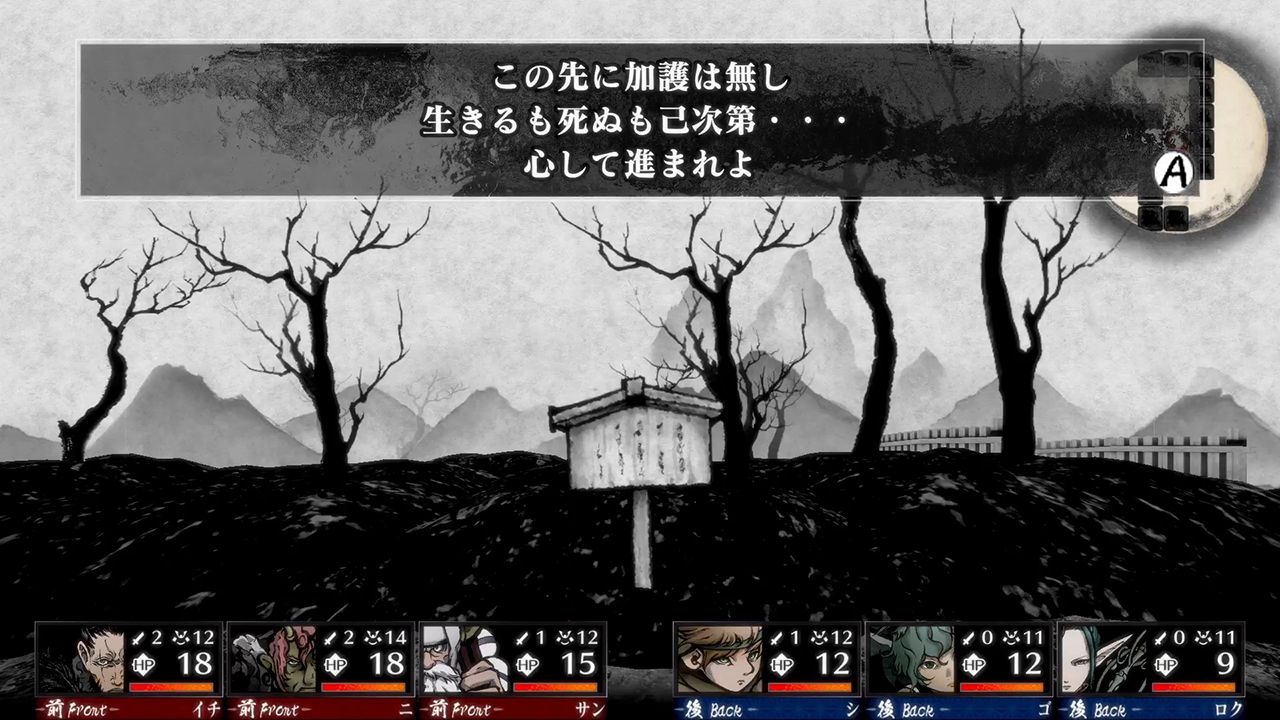 この先に加護は無し
生きるも死ぬも己次第・・・
心して進まれよ
A
2 12
HP 18
前 Front イチ
2 14
HP 18
前 Front ニ
1 12
HP 15
前 Front サン
1 12
HP 12
後 Back シ
0 11
HP 12
後 Back ゴ
0 11
HP 9
後 Back ロク